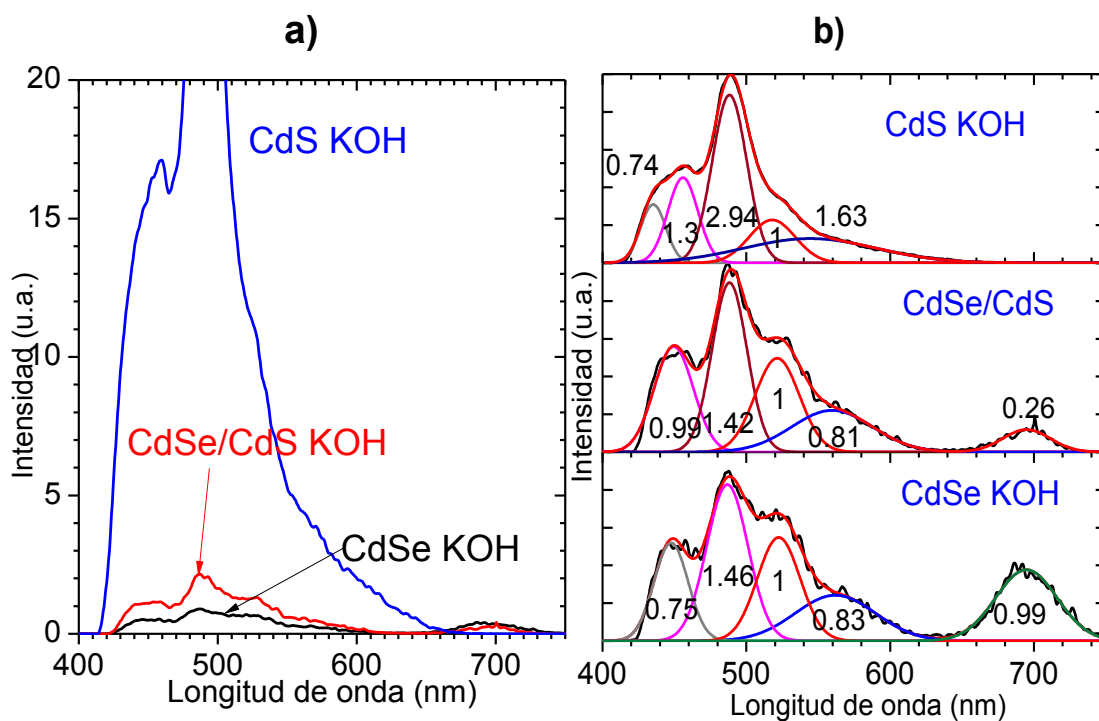 a)
20
15
10
5
0
Intensidad (u.a.)
CdS KOH
CdSe/CdS KOH
CdSe KOH
400 500 600 700
Longitud de onda (nm)
b)
Intensidad (u.a.)
CdS KOH
0.74
1.3
2.94
1
1.63
CdSe/CdS
0.99
1.42
1
0.81
0.26
CdSe KOH
0.75
1.46
1
0.83
0.99
400 500 600 700
Longitud de onda (nm)